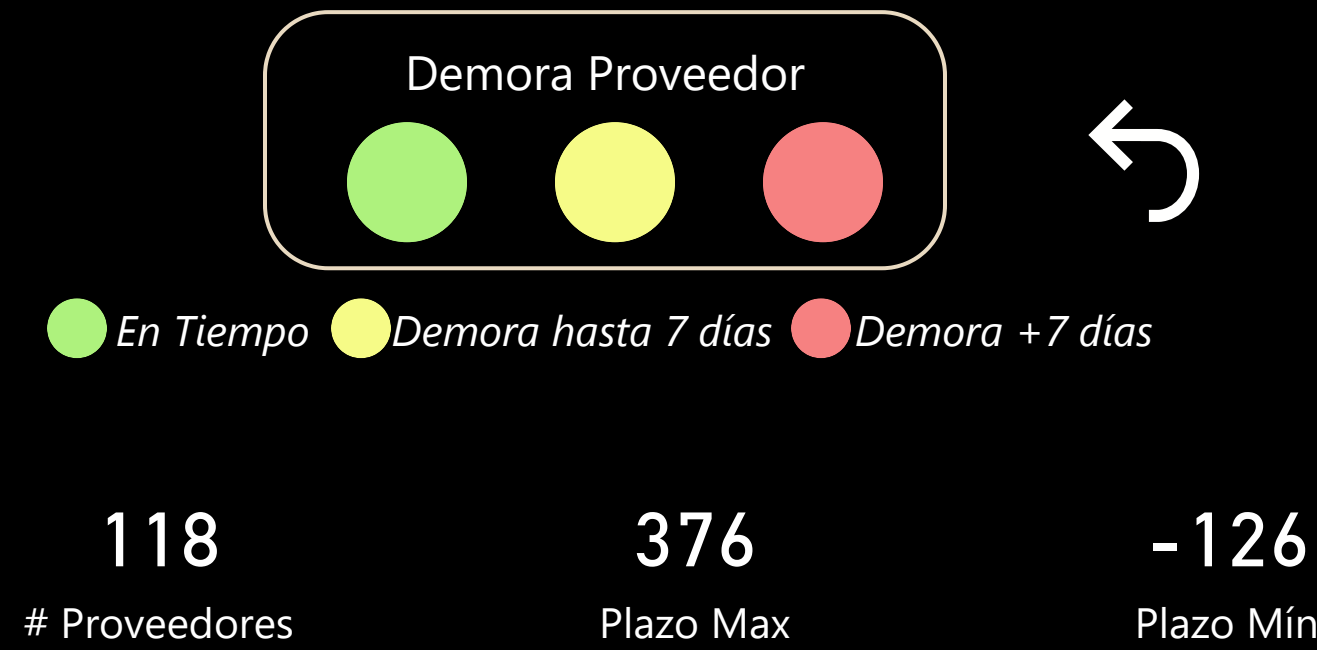 Demora Proveedor
En Tiempo Demora hasta 7 días Demora +7 días
118 376 -126
# Proveedores Plazo Max Plazo Mín